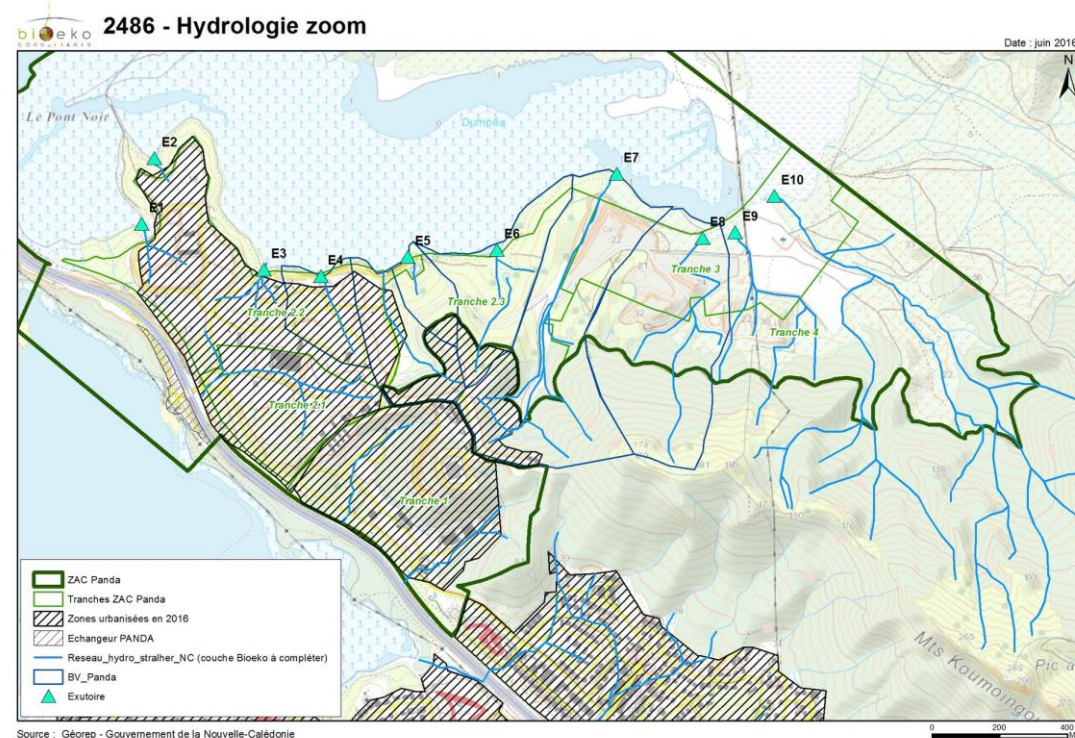 bioeko
CONSULTANTS
2486 - Hydrologie zoom
Date : juin 2016
N
Le Pont Noir
Dumbéa
E2
E7
E10
E1
E9
E8
E6
E5
E3
E4
Tranche 3
Tranche 2.3
Tranche 2.2
Tranche 4
Tranche 2.1
Tranche 1
Mts Koumoingo
Pic a
ZAC Panda
Tranches ZAC Panda
Zones urbanisées en 2016
Echangeur PANDA
Reseau_hydro_stralher_NC (couche Bioeko à compléter)
BV_Panda
Exutoire
Source : Géorep - Gouvernement de la Nouvelle-Calédonie
0 200 400
M